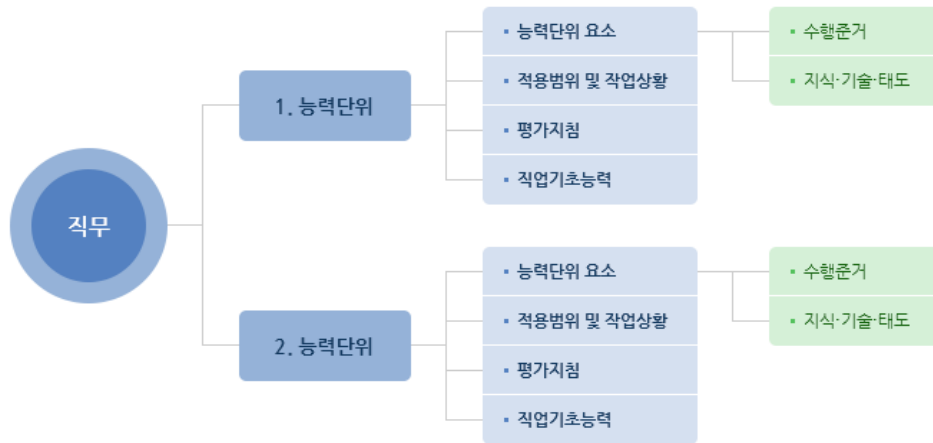 직무
1. 능력단위
능력단위 요소
적용범위 및 작업상황
평가지침
직업기초능력
수행준거
지식·기술·태도
2. 능력단위
능력단위 요소
적용범위 및 작업상황
평가지침
직업기초능력
수행준거
지식·기술·태도